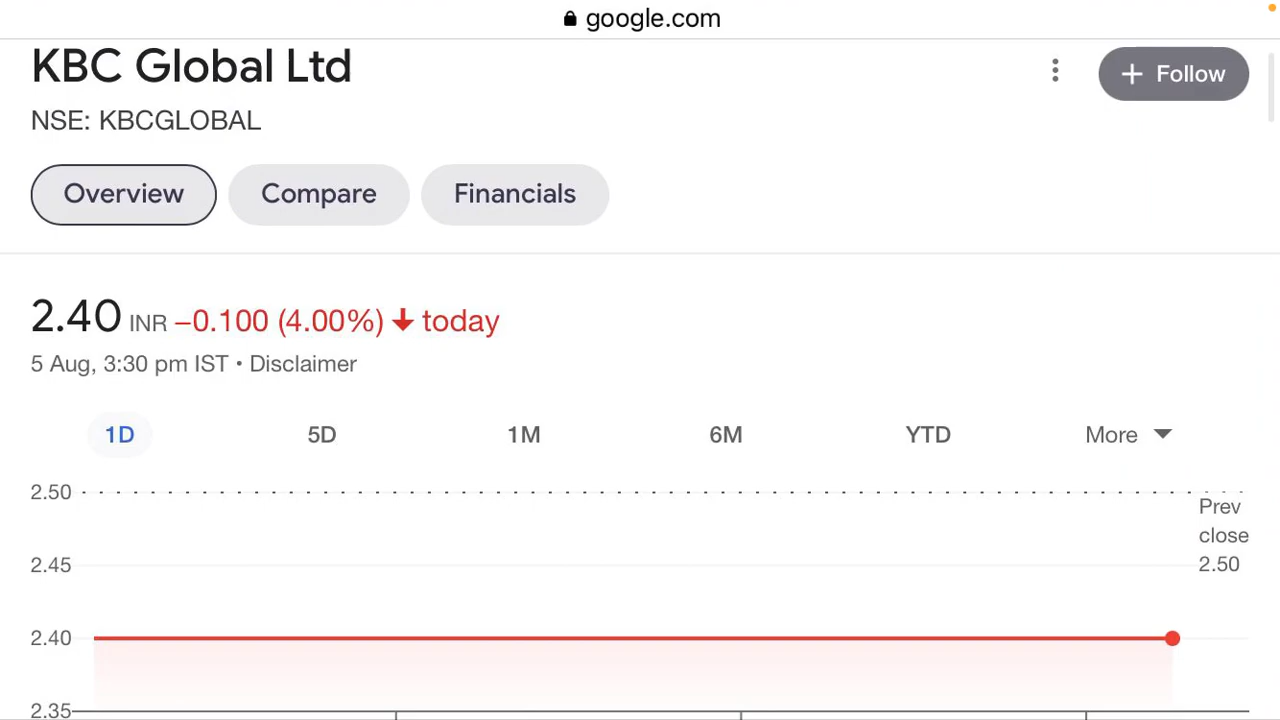 google.com
KBC Global Ltd
+ Follow
NSE: KBCGLOBAL
Overview Compare Financials
2.40 INR −0.100 (4.00%) ↓ today
5 Aug, 3:30 pm IST • Disclaimer
1D 5D 1M 6M YTD More
2.50
Prev
close
2.50
2.45
2.40
2.35